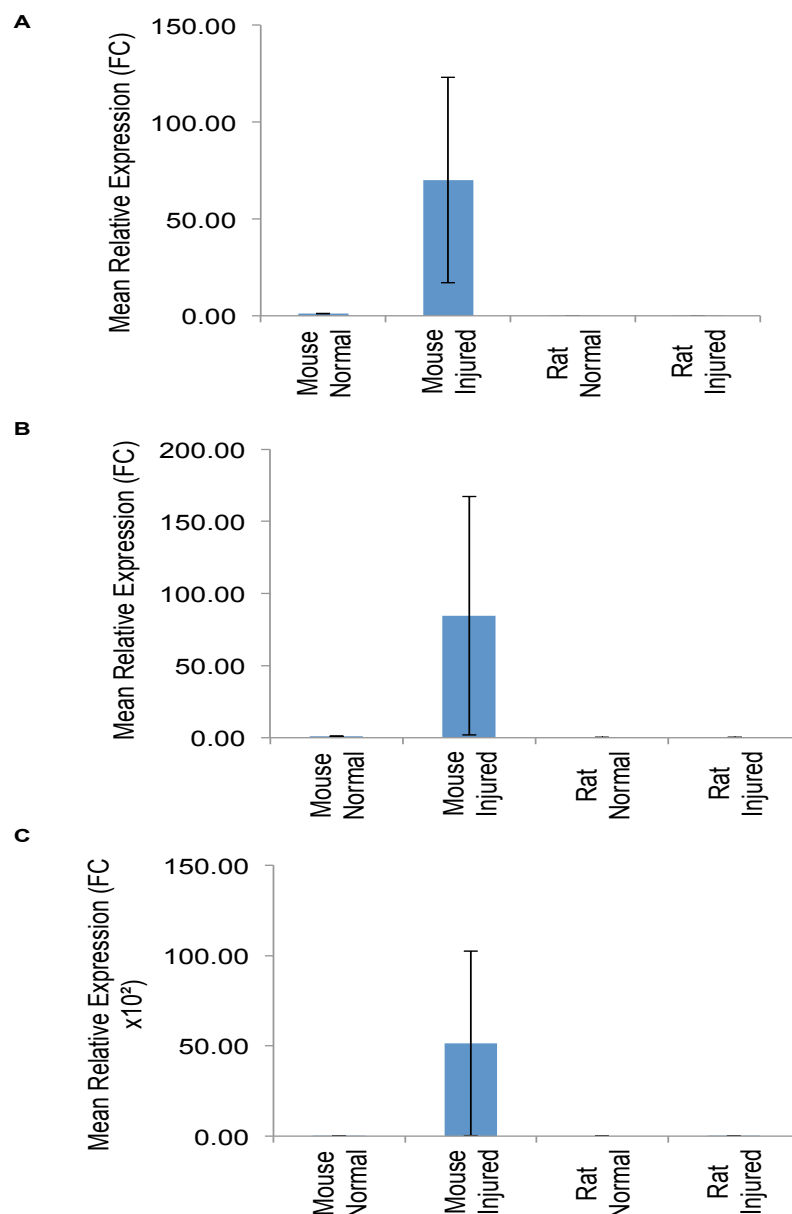 A
Mean Relative Expression (FC)
150.00
100.00
50.00
0.00
Mouse
Normal
Mouse
Injured
Rat
Normal
Rat
Injured
B
Mean Relative Expression (FC)
200.00
150.00
100.00
50.00
0.00
Mouse
Normal
Mouse
Injured
Rat
Normal
Rat
Injured
C
Mean Relative Expression (FC
x10²)
150.00
100.00
50.00
0.00
Mouse
Normal
Mouse
Injured
Rat
Normal
Rat
Injured